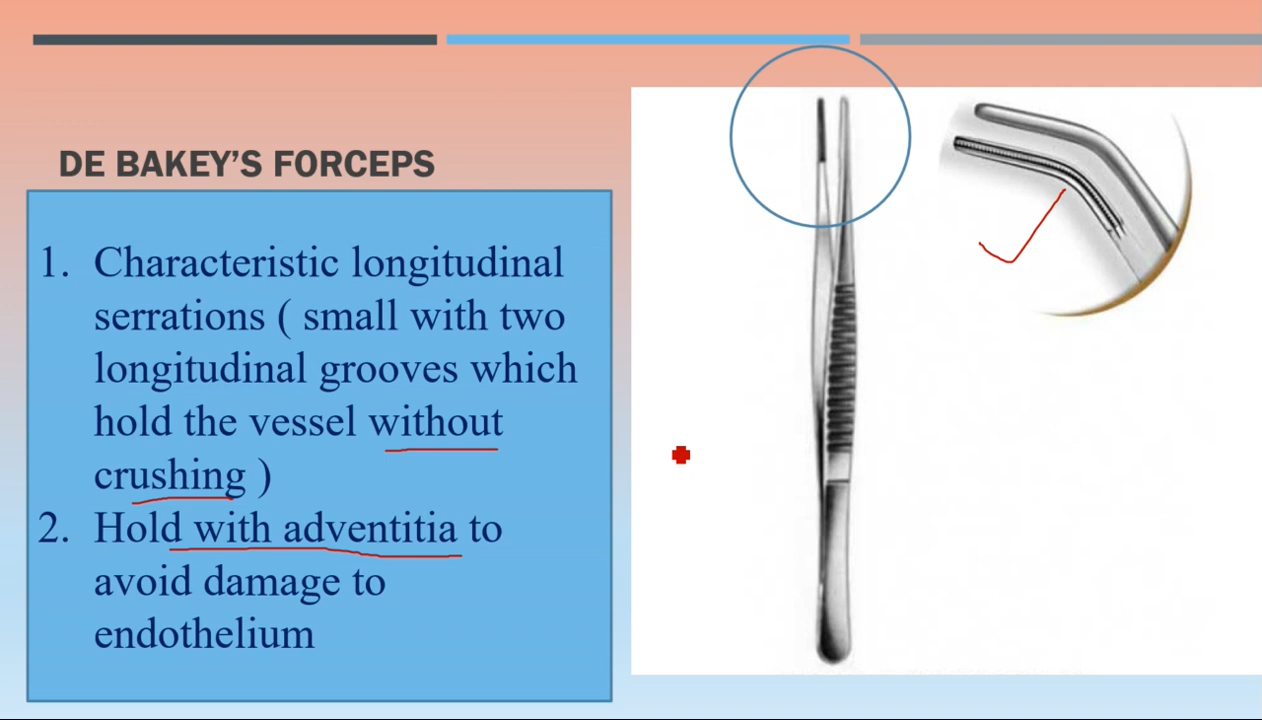 DE BAKEY'S FORCEPS
1. Characteristic longitudinal
serrations ( small with two
longitudinal grooves which
hold the vessel without
crushing )
2. Hold with adventitia to
avoid damage to
endothelium